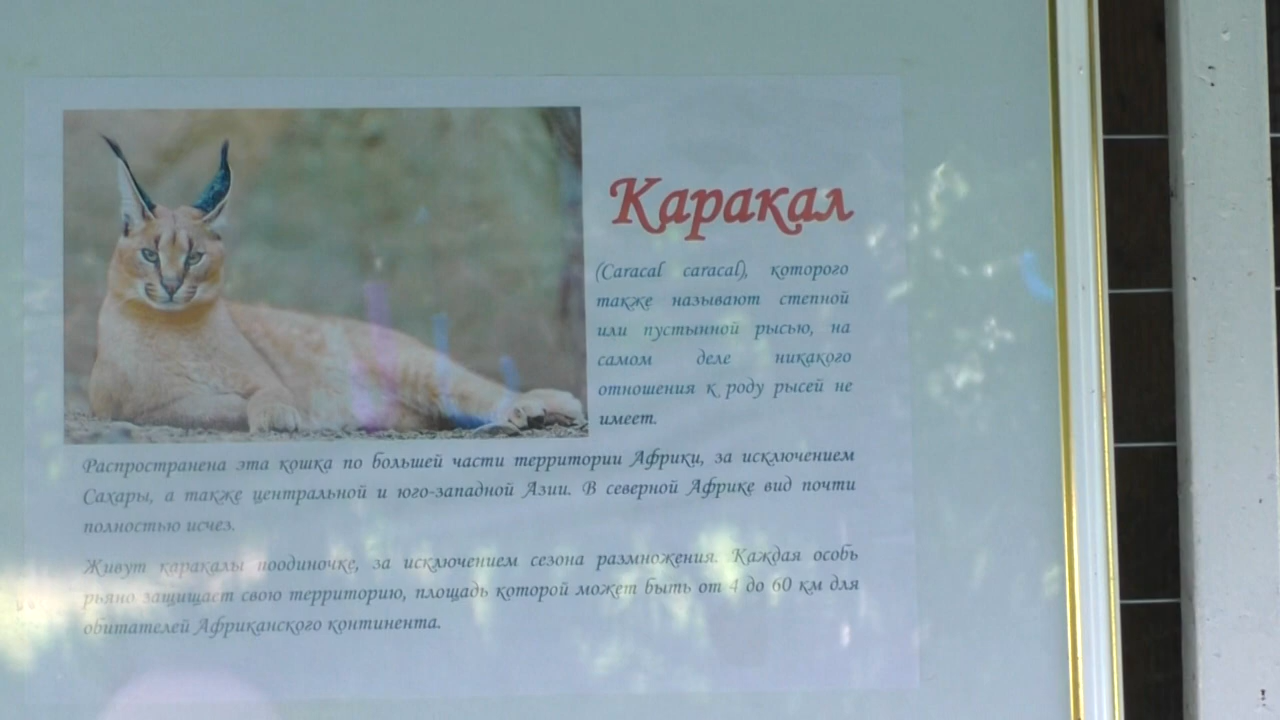 Каракал
(Caracal caracal), которого
также называют степной
или пустынной рысью, на
самом деле никакого
отношения к роду рысей не
имеет.
Распространена эта кошка по большей части территории Африки, за исключением
Сахары, а также центральной и юго-западной Азии. В северной Африке вид почти
полностью исчез.
Живут каракалы поодиночке, за исключением сезона размножения. Каждая особь
рьяно защищает свою территорию, площадь которой может быть от 4 до 60 км для
обитателей Африканского континента.